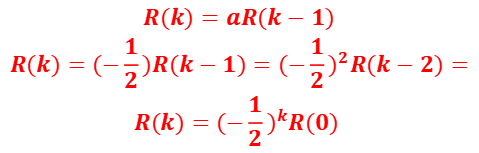 R(k) = aR(k − 1)
R(k) = (−1/2)R(k − 1) = (−1/2)²R(k − 2) =
R(k) = (−1/2)ᵏR(0)